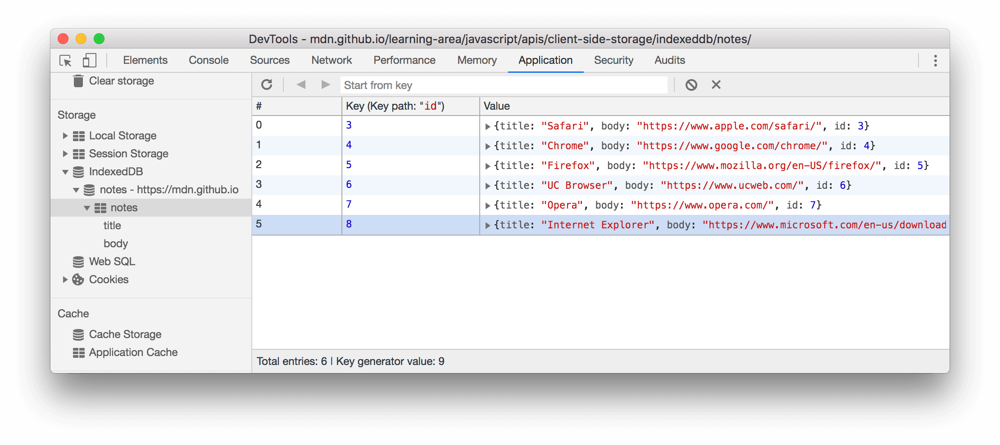 DevTools - mdn.github.io/learning-area/javascript/apis/client-side-storage/indexeddb/notes/
Elements Console Sources Network Performance Memory Application Security Audits
Clear storage
Storage
Local Storage
Session Storage
IndexedDB
notes - https://mdn.github.io
notes
title
body
Web SQL
Cookies
Cache
Cache Storage
Application Cache
Start from key
# Key (Key path: "id") Value
0 3 {title: "Safari", body: "https://www.apple.com/safari/", id: 3}
1 4 {title: "Chrome", body: "https://www.google.com/chrome/", id: 4}
2 5 {title: "Firefox", body: "https://www.mozilla.org/en-US/firefox/", id: 5}
3 6 {title: "UC Browser", body: "https://www.ucweb.com/", id: 6}
4 7 {title: "Opera", body: "https://www.opera.com/", id: 7}
5 8 {title: "Internet Explorer", body: "https://www.microsoft.com/en-us/download
Total entries: 6 | Key generator value: 9